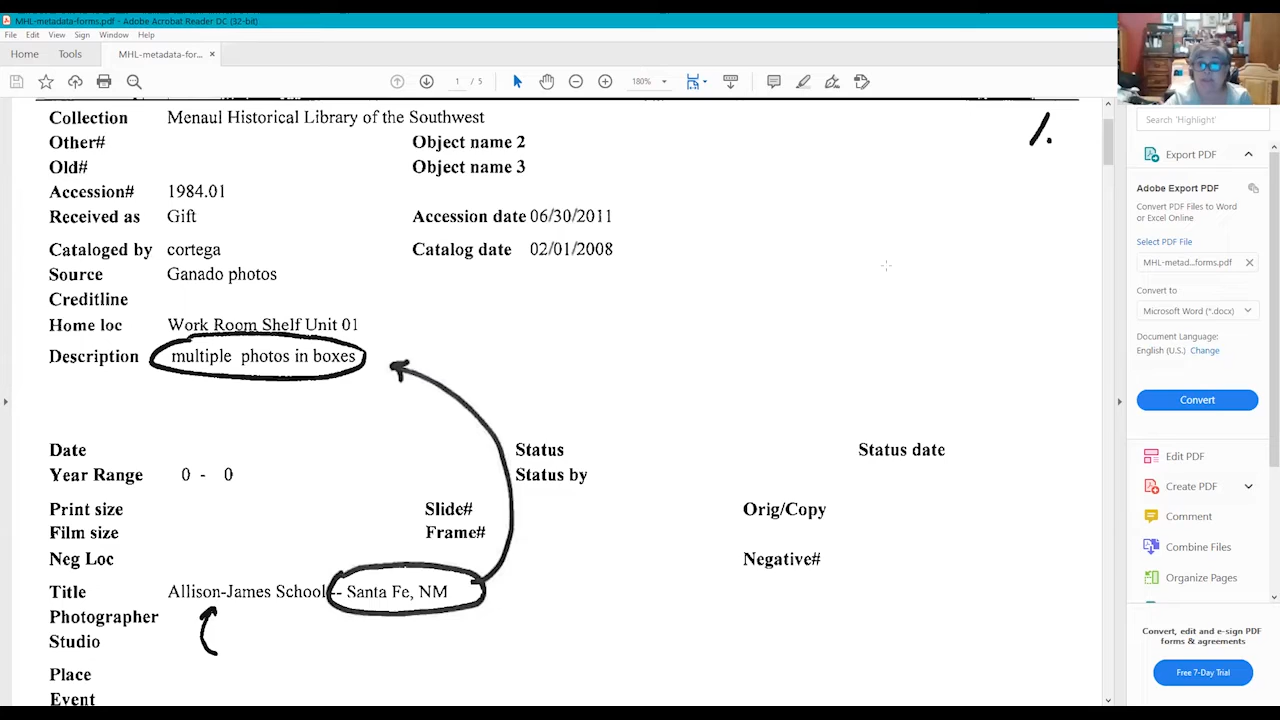 MHL-metadata-forms.pdf - Adobe Acrobat Reader DC (32-bit)
File Edit View Sign Window Help
Home Tools MHL-metadata-for... ×
1 / 5 180%
Search 'Highlight'
Collection Menaul Historical Library of the Southwest
1.
Other# Object name 2
Old# Object name 3
Accession# 1984.01
Received as Gift Accession date 06/30/2011
Cataloged by cortega Catalog date 02/01/2008
Source Ganado photos
Creditline
Home loc Work Room Shelf Unit 01
Description multiple photos in boxes
Date Status Status date
Year Range 0 - 0 Status by
Print size Slide# Orig/Copy
Film size Frame#
Neg Loc Negative#
Title Allison-James School -- Santa Fe, NM
Photographer
Studio
Place
Event
Export PDF
Adobe Export PDF
Convert PDF Files to Word
or Excel Online
Select PDF File
MHL-metad...forms.pdf
Convert to
Microsoft Word (*.docx)
Document Language:
English (U.S.) Change
Convert
Edit PDF
Create PDF
Comment
Combine Files
Organize Pages
Convert, edit and e-sign PDF
forms & agreements
Free 7-Day Trial